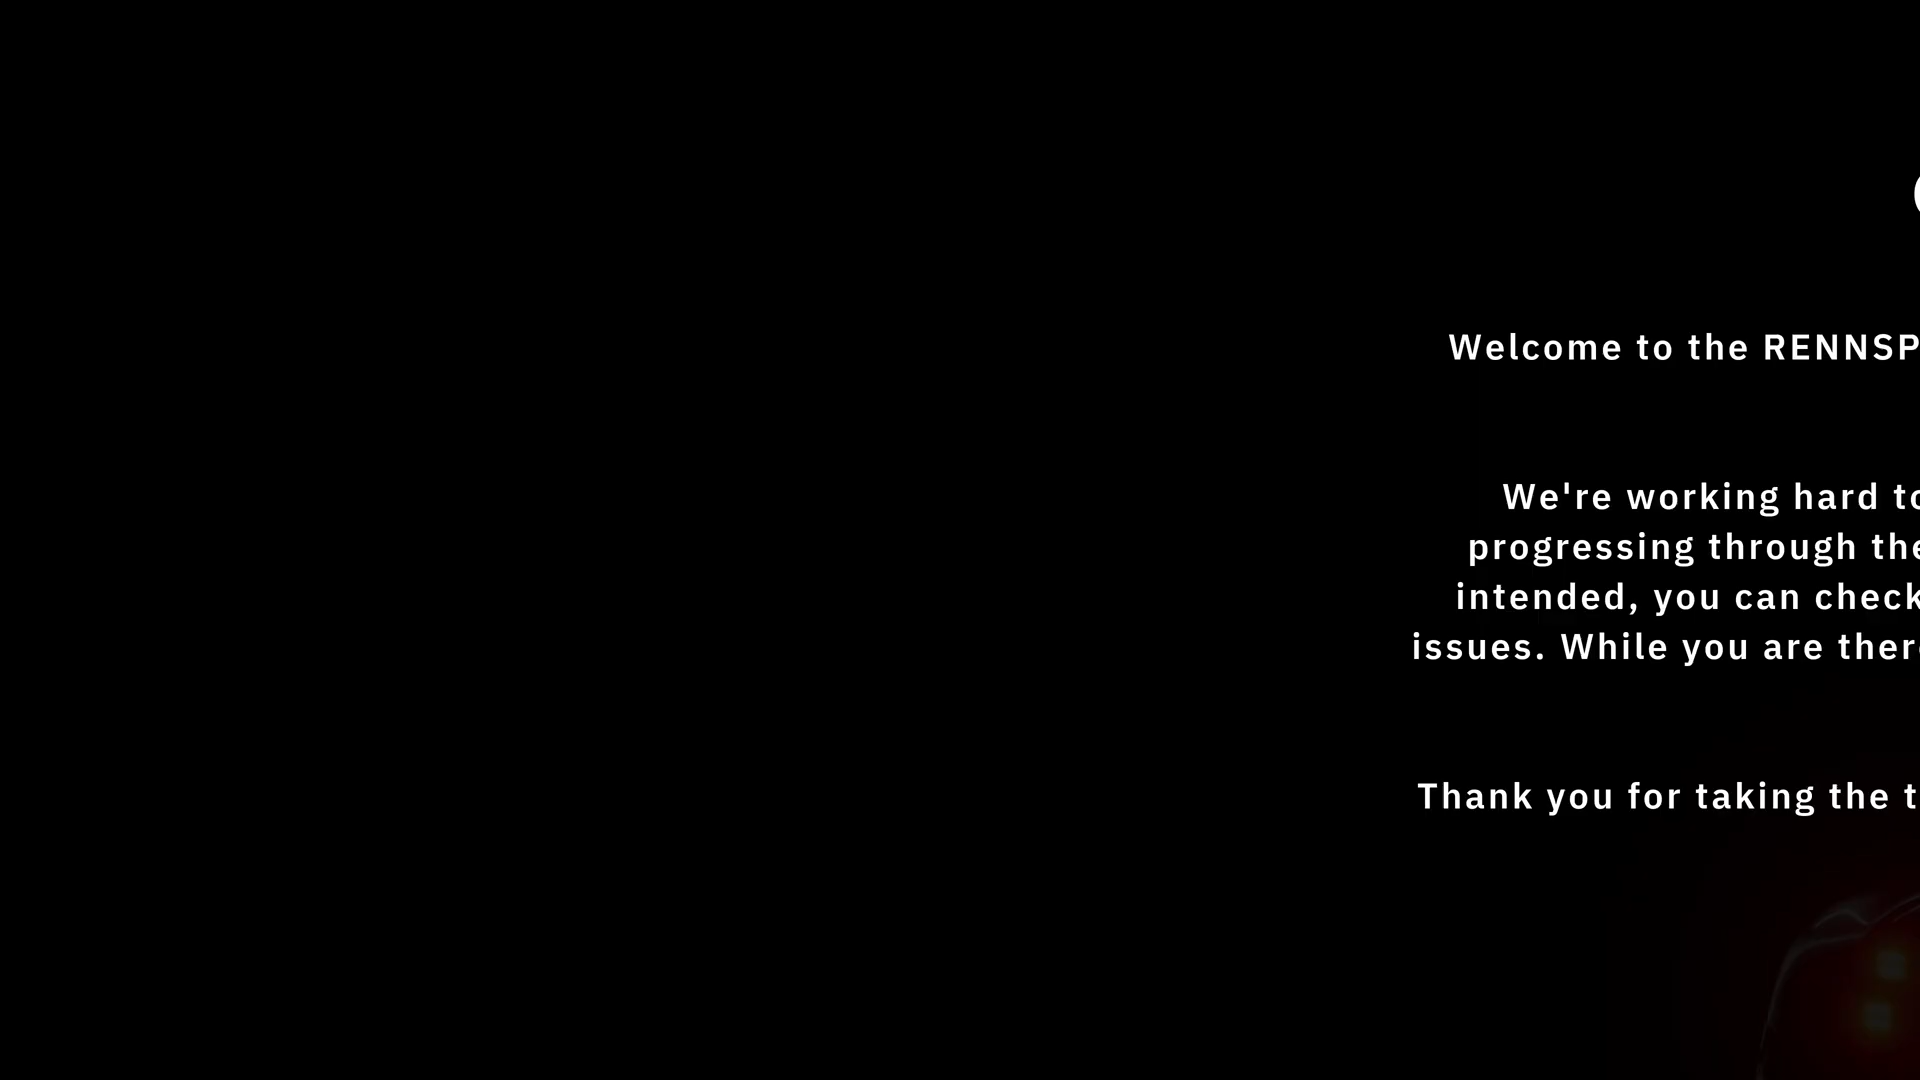 Welcome to the RENNSP
We're working hard to
progressing through the
intended, you can check
issues. While you are there
Thank you for taking the t